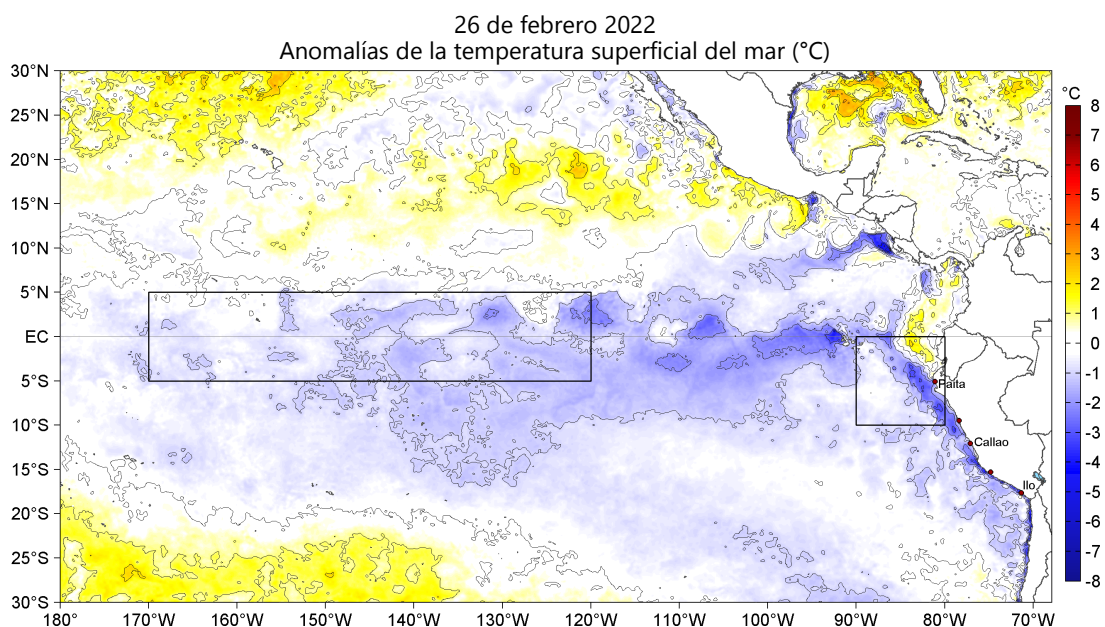 26 de febrero 2022
Anomalías de la temperatura superficial del mar (°C)
30°N
25°N
20°N
15°N
10°N
5°N
EC
5°S
10°S
15°S
20°S
25°S
30°S
180
170°W
160°W
150°W
140°W
130°W
120°W
110°W
100°W
90°W
80°W
70°W
Paita
Callao
Ilo
°C
8
7
6
5
4
3
2
1
0
-1
-2
-3
-4
-5
-6
-7
-8